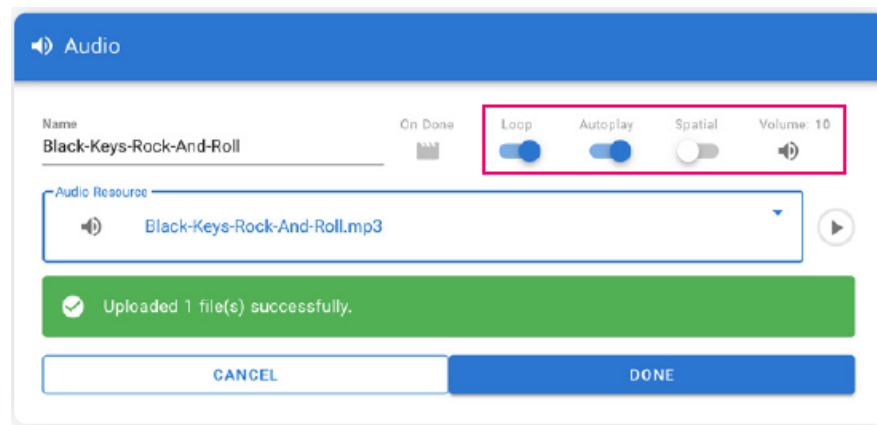 Audio
Name
On Done
Loop
Autoplay
Spatial
Volume: 10
Black-Keys-Rock-And-Roll
Audio Resource
Black-Keys-Rock-And-Roll.mp3
Uploaded 1 file(s) successfully.
CANCEL
DONE